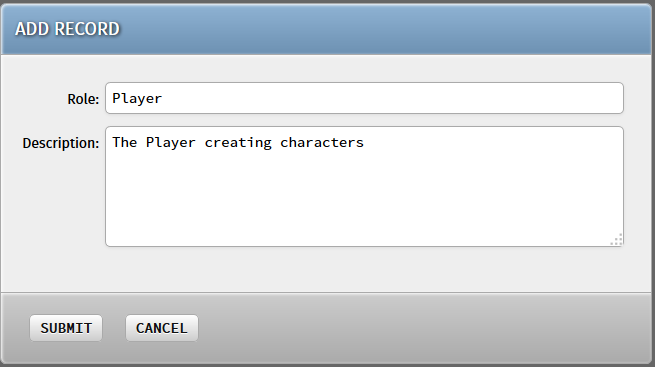 ADD RECORD
Role: Player
Description: The Player creating characters
SUBMIT CANCEL